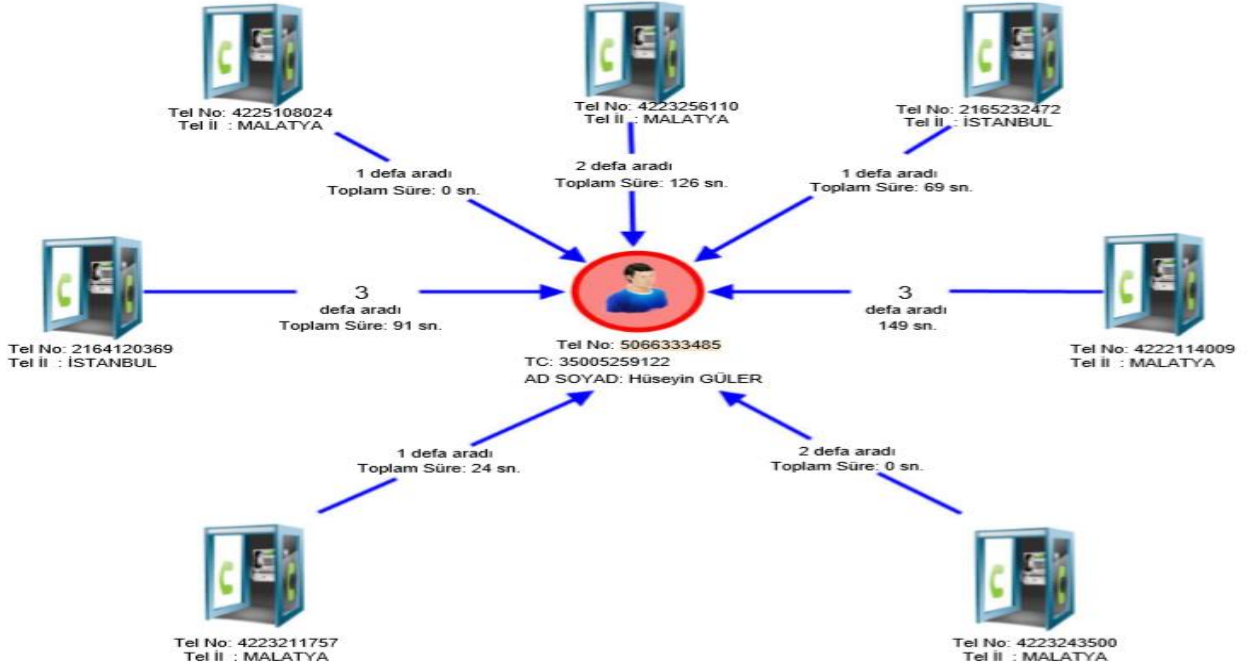 Tel No: 4225108024
Tel İl : MALATYA
Tel No: 4223256110
Tel İl : MALATYA
Tel No: 2165232472
Tel İl : İSTANBUL
1 defa aradı
Toplam Süre: 0 sn.
2 defa aradı
Toplam Süre: 126 sn.
1 defa aradı
Toplam Süre: 69 sn.
3
defa aradı
Toplam Süre: 91 sn.
3
defa aradı
149 sn.
Tel No: 2164120369
Tel İl : İSTANBUL
Tel No: 5066333485
TC: 35005259122
AD SOYAD: Hüseyin GÜLER
Tel No: 4222114009
Tel İl : MALATYA
1 defa aradı
Toplam Süre: 24 sn.
2 defa aradı
Toplam Süre: 0 sn.
Tel No: 4223211757
Tel İl : MALATYA
Tel No: 4223243500
Tel İl : MALATYA